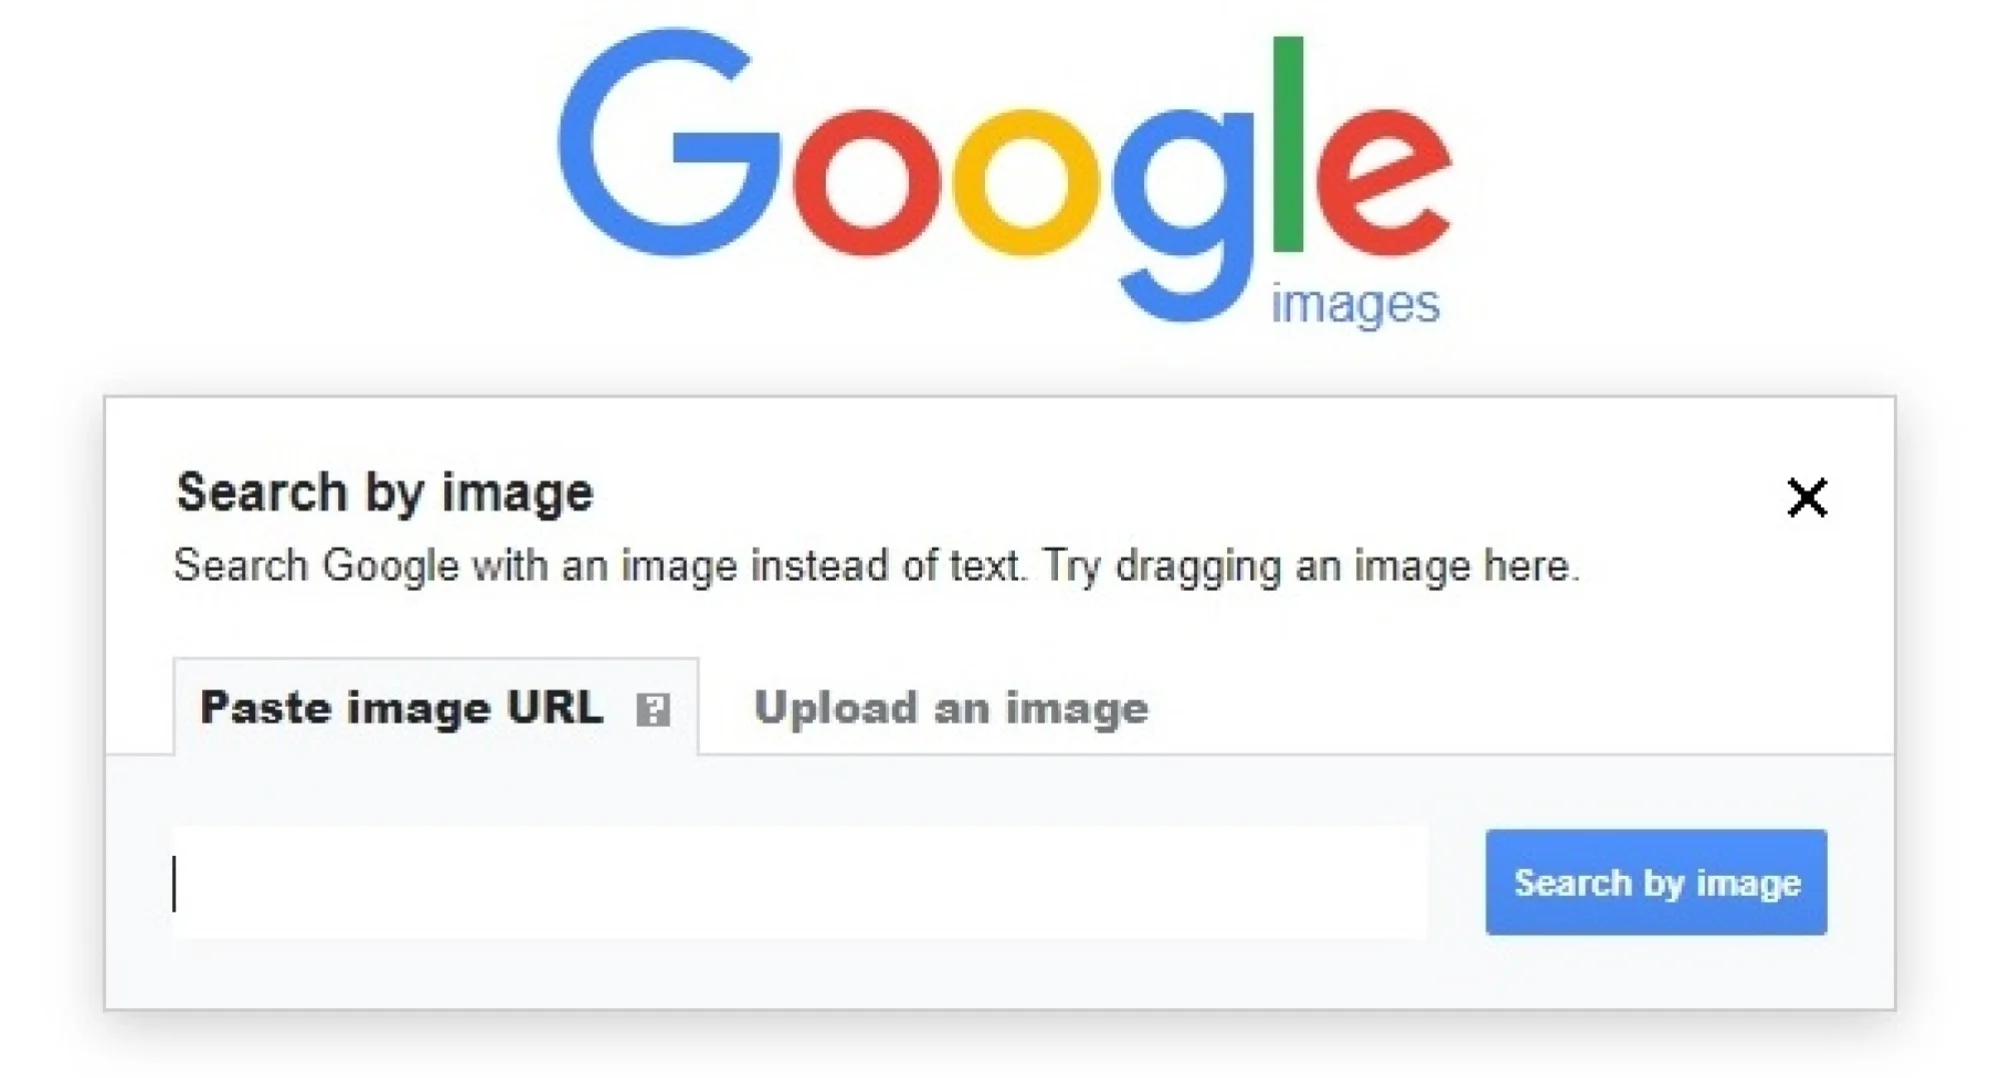 Google
images
Search by image
Search Google with an image instead of text. Try dragging an image here.
Paste image URL ?
Upload an image
Search by image